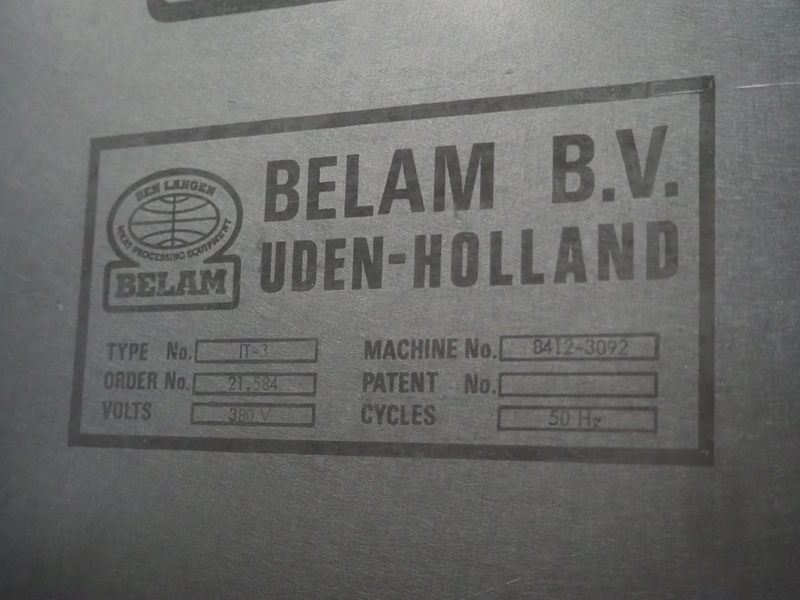 BELAM B.V.
UDEN-HOLLAND
HEN LANGEN
MEAT PROCESSING EQUIPMENT
BELAM
TYPE No. IT-3 MACHINE No. 8412-3092
ORDER No. 21.584 PATENT No.
VOLTS 380 V CYCLES 50 Hz